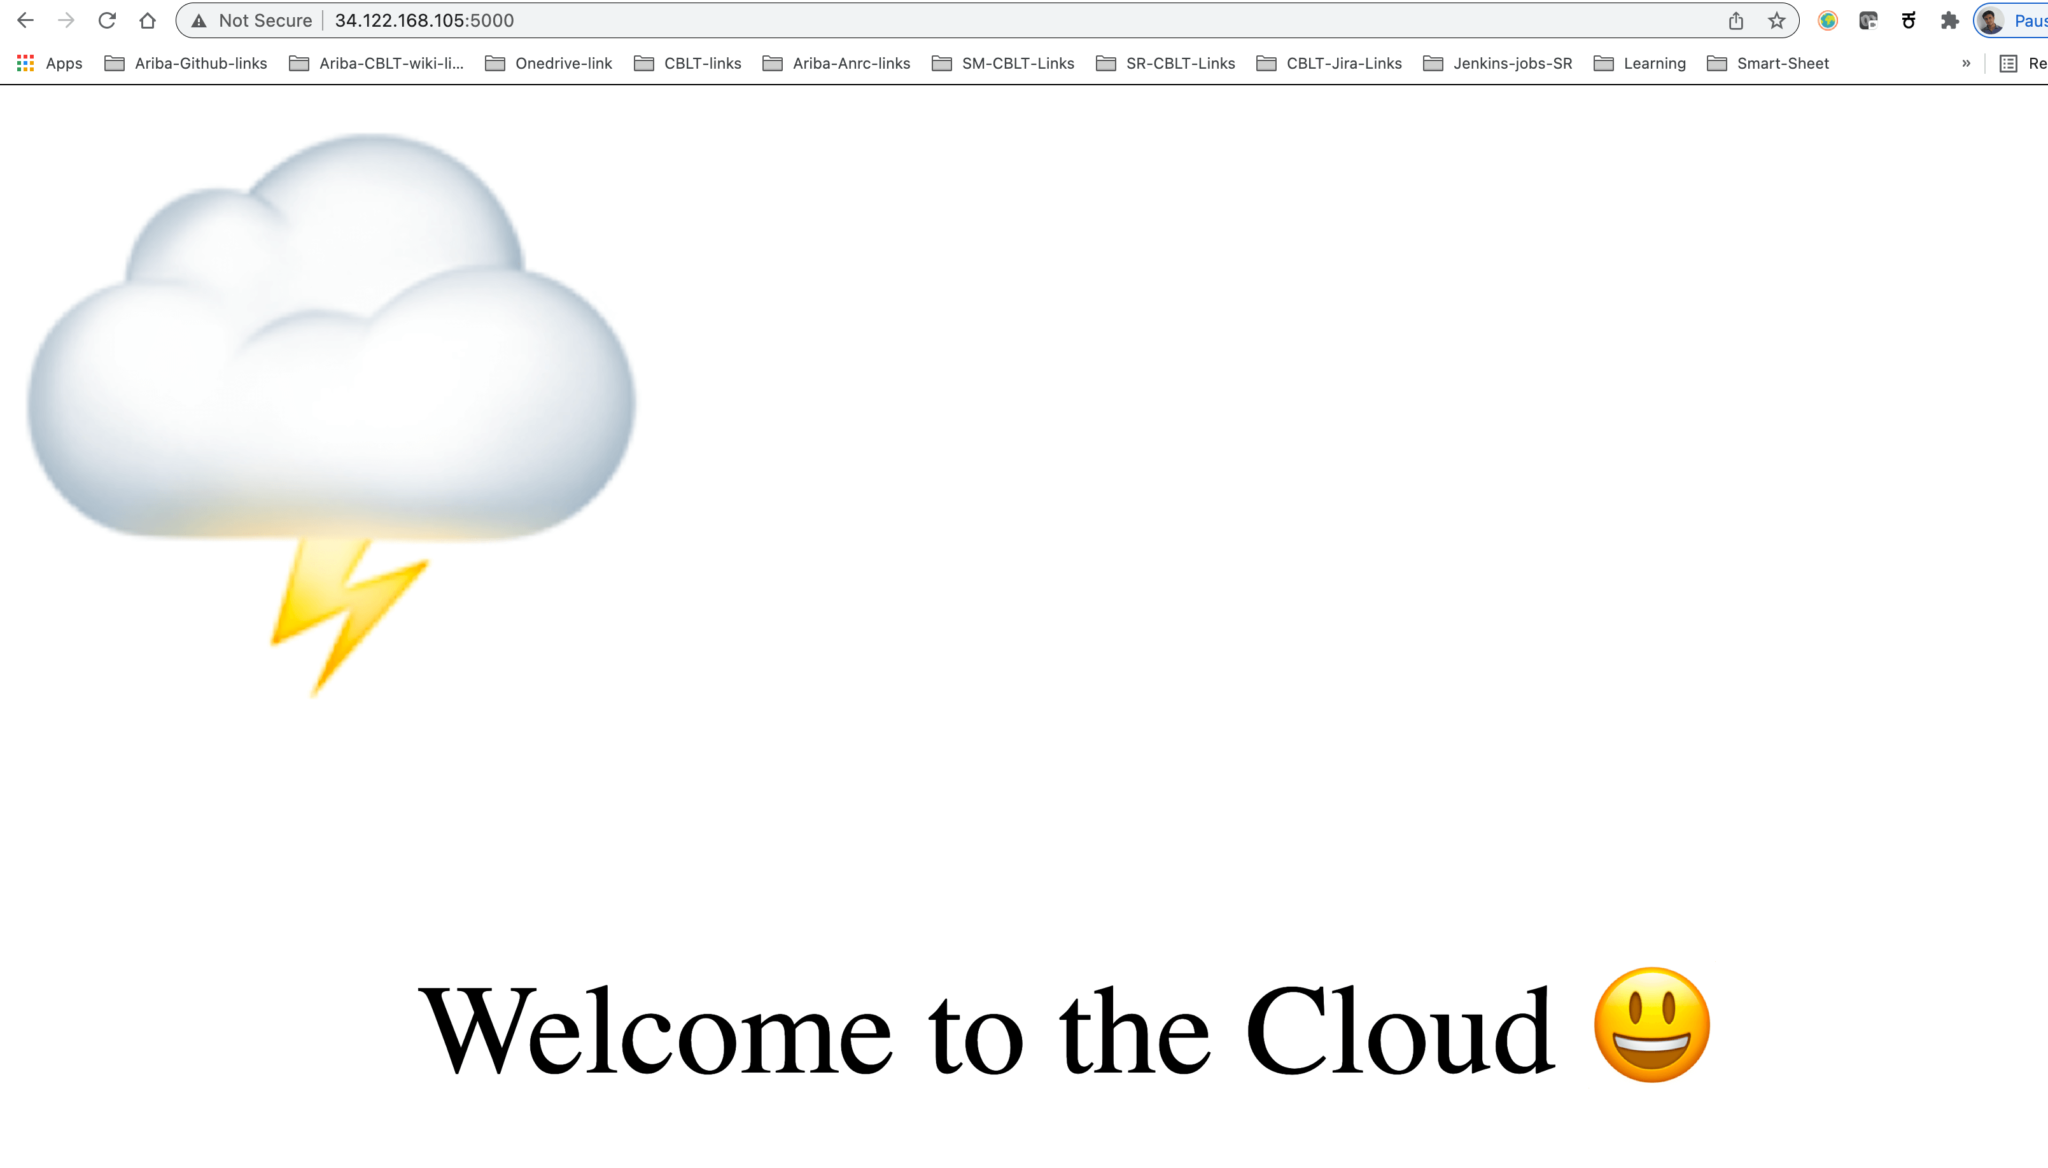 Not Secure 34.122.168.105:5000
Paus
Apps Ariba-Github-links Ariba-CBLT-wiki-li... Onedrive-link CBLT-links Ariba-Anrc-links SM-CBLT-Links SR-CBLT-Links CBLT-Jira-Links Jenkins-jobs-SR Learning Smart-Sheet » Re
Welcome to the Cloud 😃